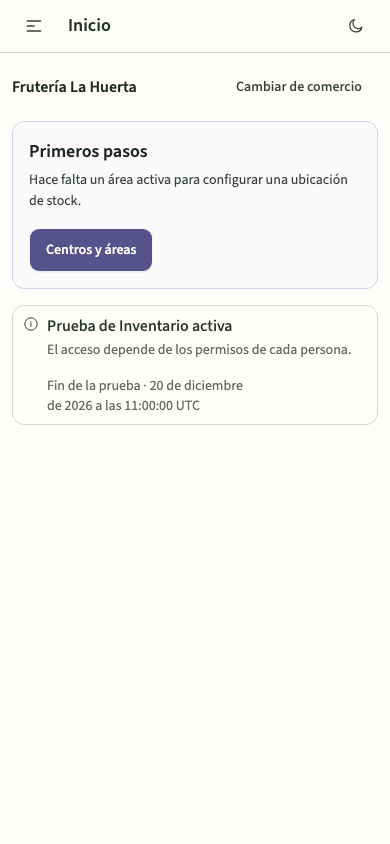 Inicio
Frutería La Huerta
Cambiar de comercio
Primeros pasos
Hace falta un área activa para configurar una ubicación
de stock.
Centros y áreas
Prueba de Inventario activa
El acceso depende de los permisos de cada persona.
Fin de la prueba · 20 de diciembre
de 2026 a las 11:00:00 UTC